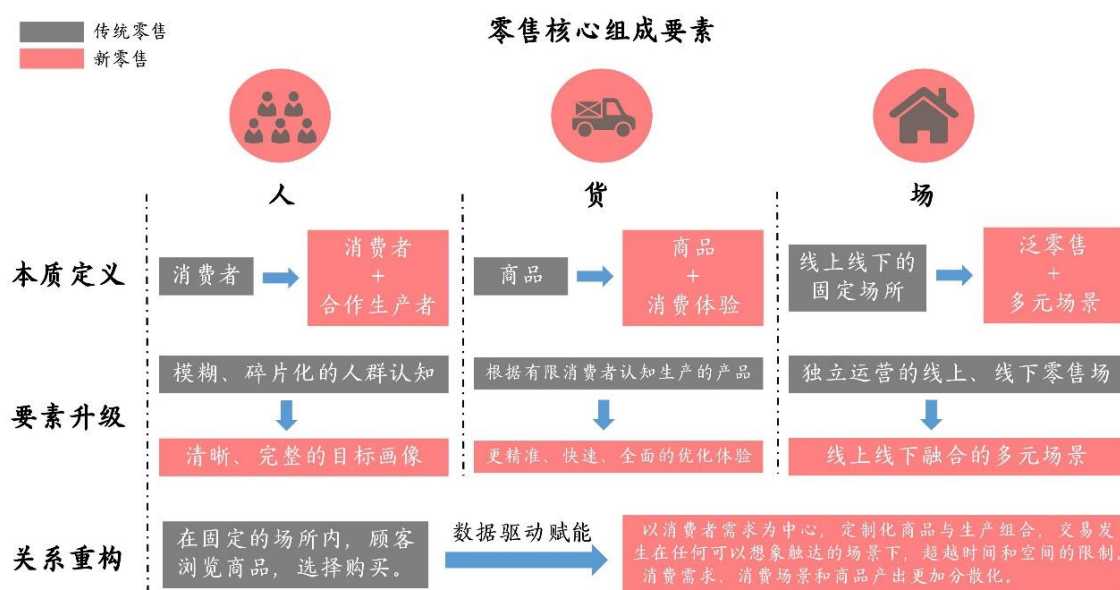 零售核心组成要素
传统零售
新零售
人
货
场
本质定义
消费者
消费者
+
合作生产者
商品
商品
+
消费体验
线上线下的
固定场所
泛零售
+
多元场景
要素升级
模糊、碎片化的人群认知
根据有限消费者认知生产的产品
独立运营的线上、线下零售场
清晰、完整的目标画像
更精准、快速、全面的优化体验
线上线下融合的多元场景
关系重构
在固定的场所内，顾客
浏览商品，选择购买。
数据驱动赋能
以消费者需求为中心，定制化商品与生产组合，交易发
生在任何可以想象触达的场景下，超越时间和空间的限制。
消费需求、消费场景和商品产出更加分散化。